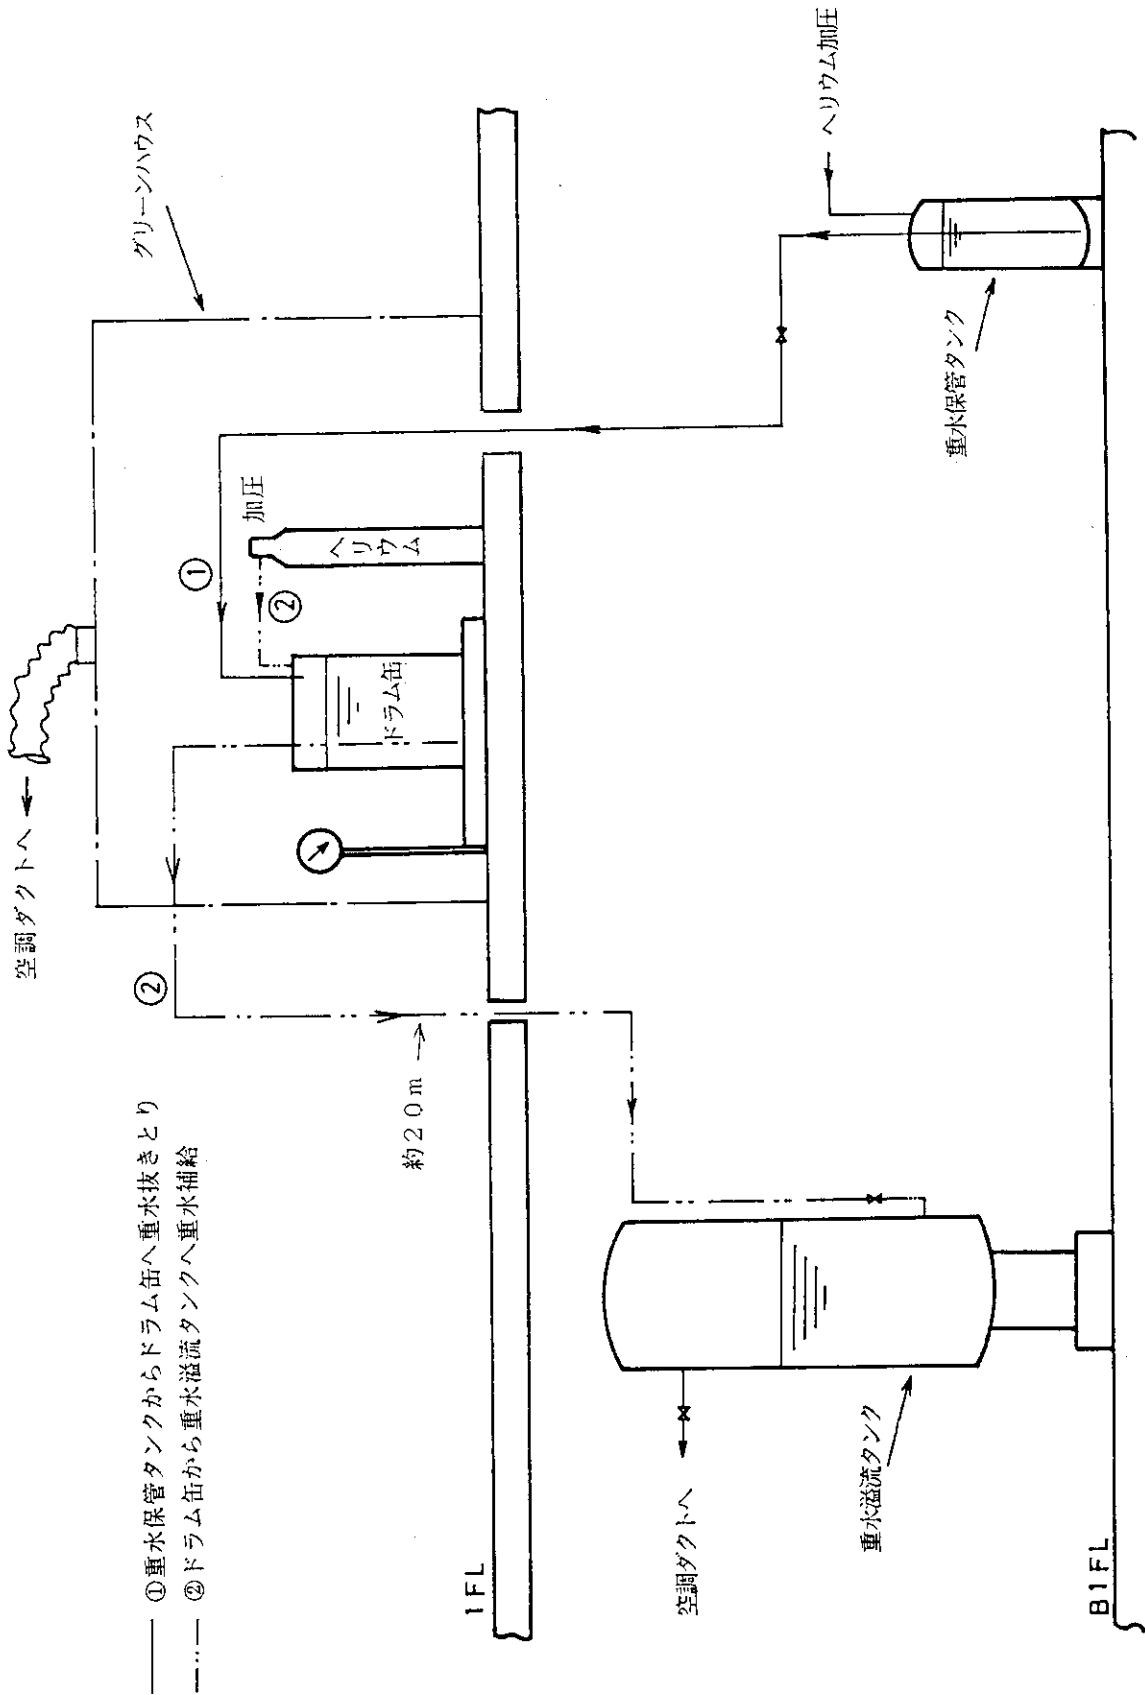 ①重水保管タンクからドラム缶へ重水抜きとり
②ドラム缶から重水溢流タンクへ重水補給
空調ダクトへ
グリーンハウス
②
①
加圧
②
ヘリウム
ドラム缶
約20m
1FL
ヘリウム加圧
空調ダクトへ
重水溢流タンク
重水保管タンク
B1FL